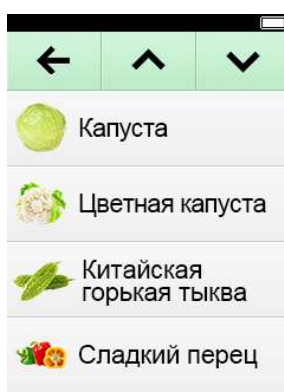 Капуста
Цветная капуста
Китайская
горькая тыква
Сладкий перец